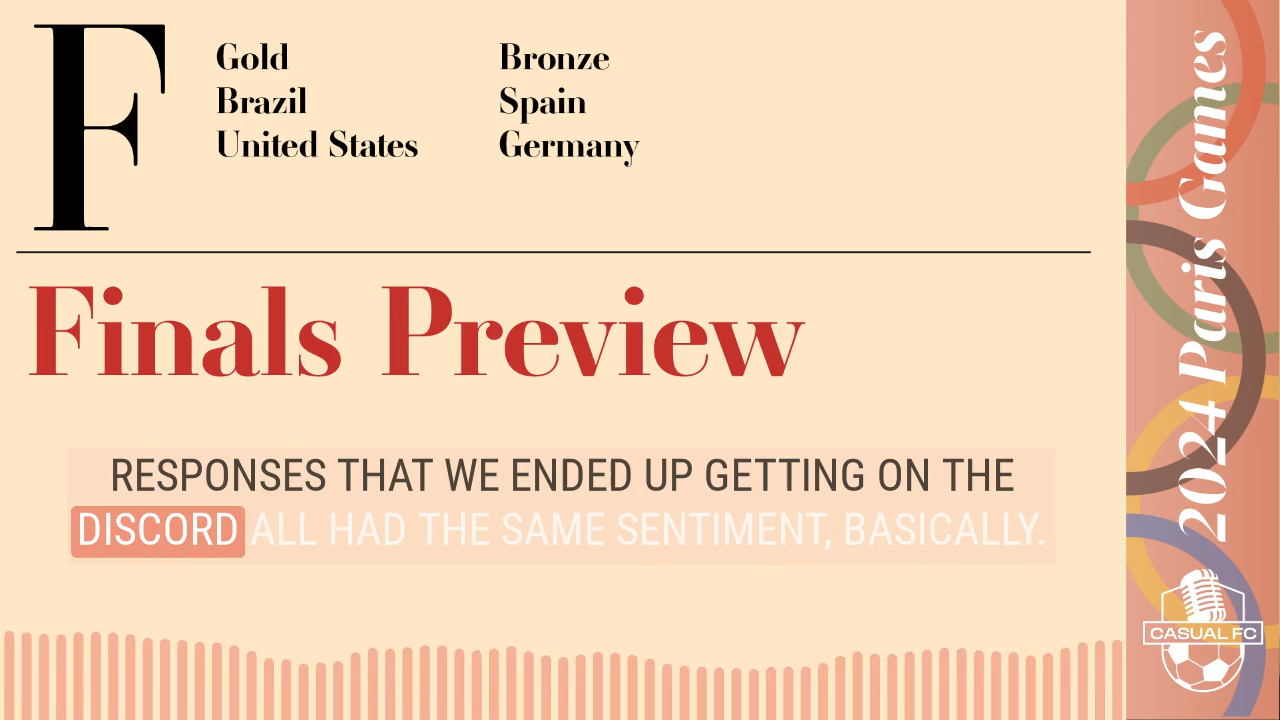 F
Gold
Brazil
United States
Bronze
Spain
Germany
Finals Preview
RESPONSES THAT WE ENDED UP GETTING ON THE
DISCORD ALL HAD THE SAME SENTIMENT, BASICALLY.
2024 Paris Games
CASUAL FC